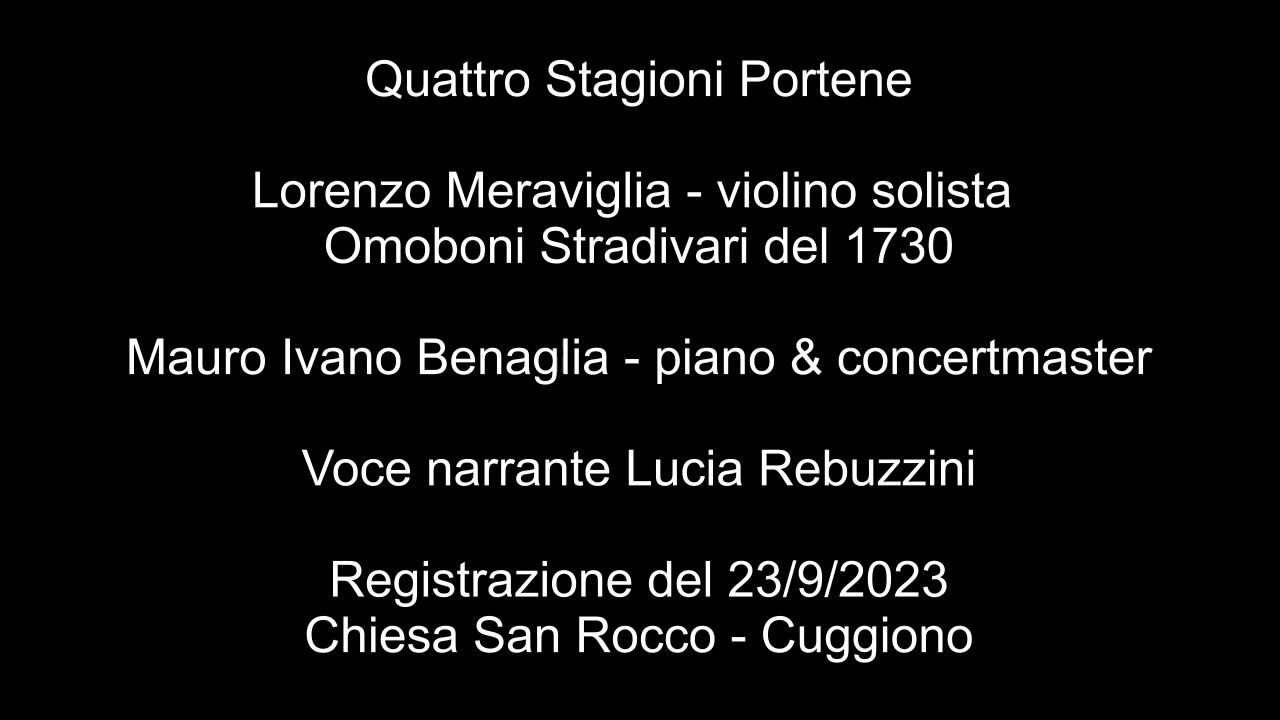 Quattro Stagioni Portene
Lorenzo Meraviglia - violino solista
Omoboni Stradivari del 1730
Mauro Ivano Benaglia - piano & concertmaster
Voce narrante Lucia Rebuzzini
Registrazione del 23/9/2023
Chiesa San Rocco - Cuggiono